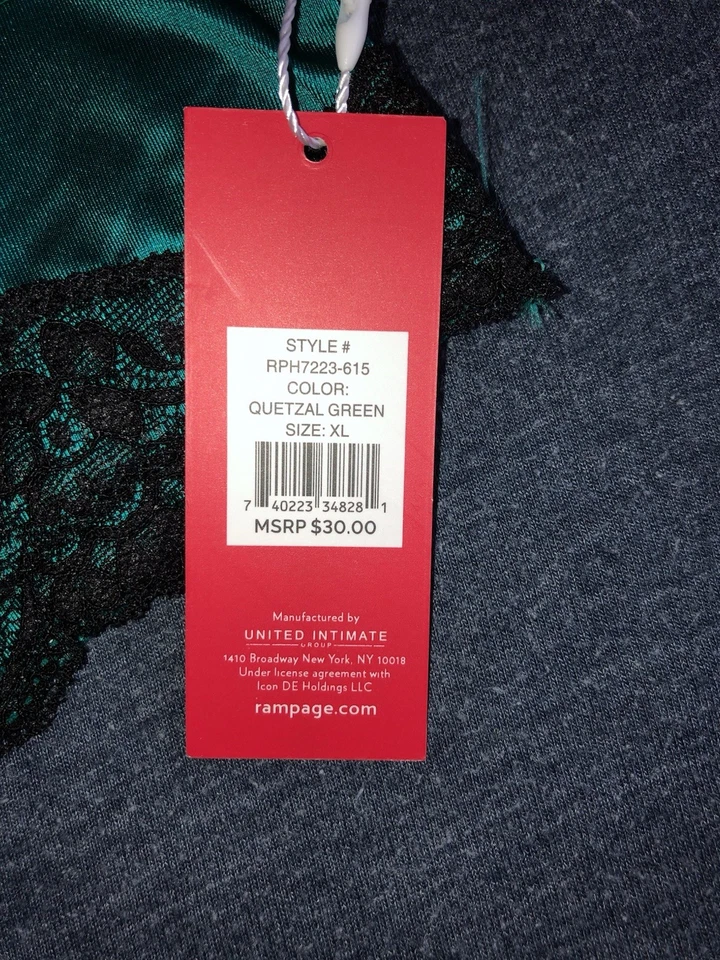 STYLE #
RPH7223-615
COLOR:
QUETZAL GREEN
SIZE: XL
7 40223 34828 1
MSRP $30.00
Manufactured by
UNITED INTIMATE
GROUP
1410 Broadway New York, NY 10018
Under license agreement with
Icon DE Holdings LLC
rampage.com